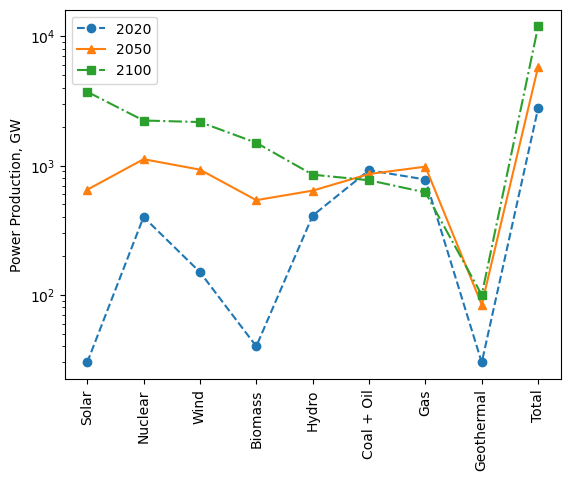 2020
2050
2100
Power Production, GW
10⁴
10³
10²
Solar
Nuclear
Wind
Biomass
Hydro
Coal + Oil
Gas
Geothermal
Total